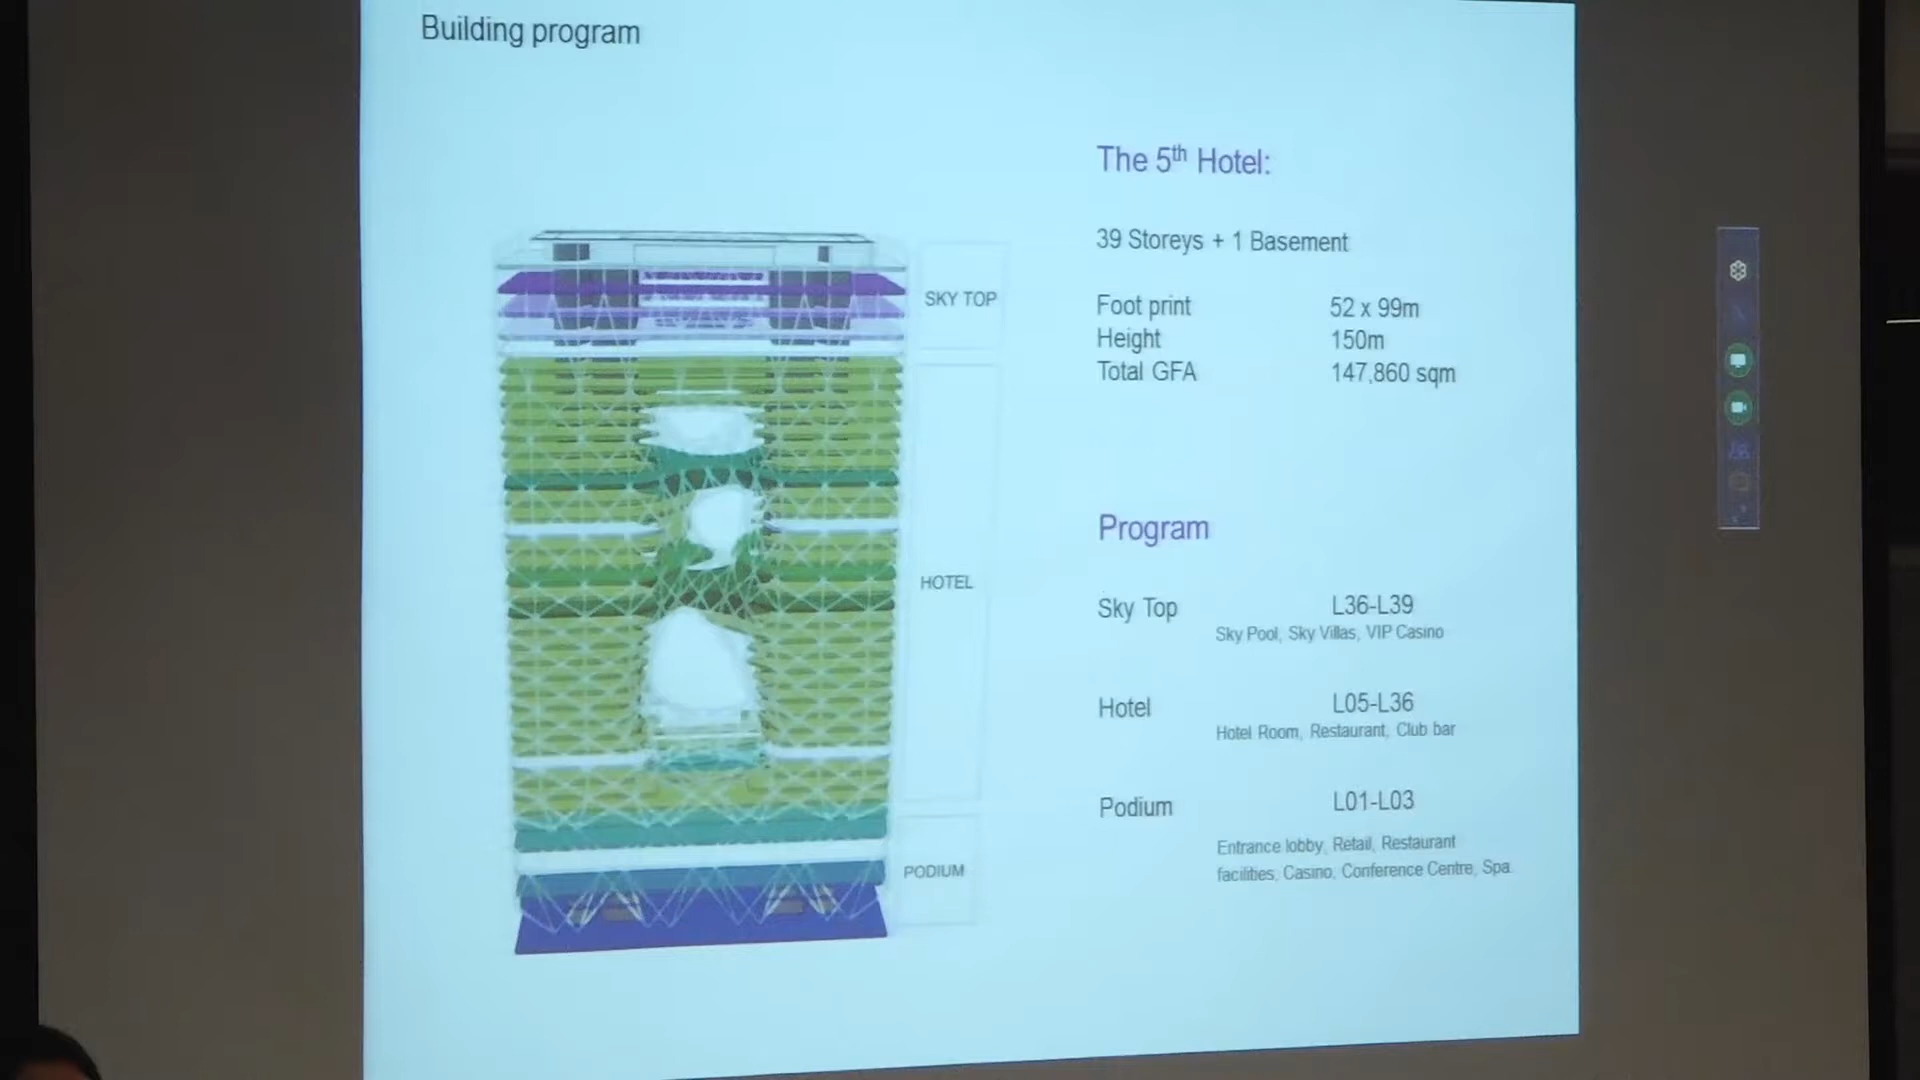 Building program
The 5th Hotel:
39 Storeys + 1 Basement
Foot print 52 x 99m
Height 150m
Total GFA 147,860 sqm
SKY TOP
HOTEL
PODIUM
Program
Sky Top L36-L39
Sky Pool, Sky Villas, VIP Casino
Hotel L05-L36
Hotel Room, Restaurant, Club bar
Podium L01-L03
Entrance lobby, Retail, Restaurant
facilities, Casino, Conference Centre, Spa.